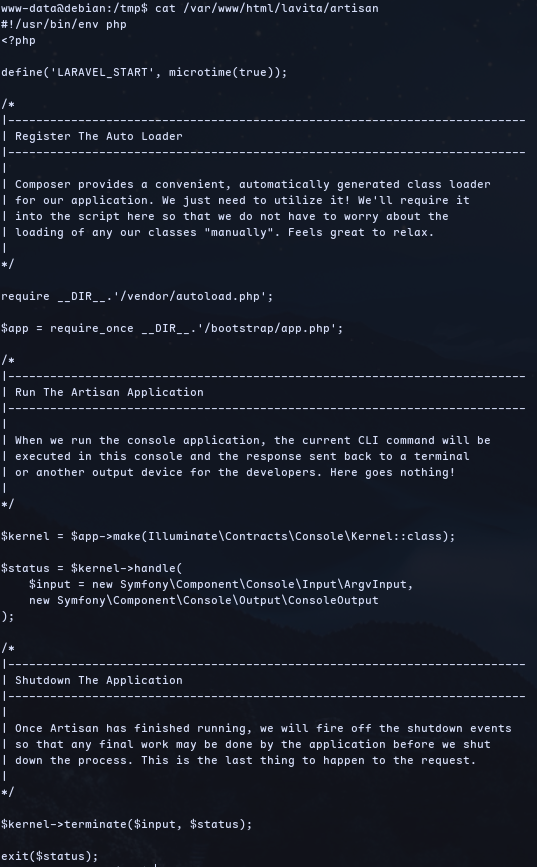 www-data@debian:/tmp$ cat /var/www/html/lavita/artisan
#!/usr/bin/env php
<?php
define('LARAVEL_START', microtime(true));
/*
|--------------------------------------------------------------------------
| Register The Auto Loader
|--------------------------------------------------------------------------
|
| Composer provides a convenient, automatically generated class loader
| for our application. We just need to utilize it! We'll require it
| into the script here so that we do not have to worry about the
| loading of any our classes "manually". Feels great to relax.
|
*/
require __DIR__.'/vendor/autoload.php';
$app = require_once __DIR__.'/bootstrap/app.php';
/*
|--------------------------------------------------------------------------
| Run The Artisan Application
|--------------------------------------------------------------------------
|
| When we run the console application, the current CLI command will be
| executed in this console and the response sent back to a terminal
| or another output device for the developers. Here goes nothing!
|
*/
$kernel = $app->make(Illuminate\Contracts\Console\Kernel::class);
$status = $kernel->handle(
    $input = new Symfony\Component\Console\Input\ArgvInput,
    new Symfony\Component\Console\Output\ConsoleOutput
);
/*
|--------------------------------------------------------------------------
| Shutdown The Application
|--------------------------------------------------------------------------
|
| Once Artisan has finished running, we will fire off the shutdown events
| so that any final work may be done by the application before we shut
| down the process. This is the last thing to happen to the request.
|
*/
$kernel->terminate($input, $status);
exit($status);